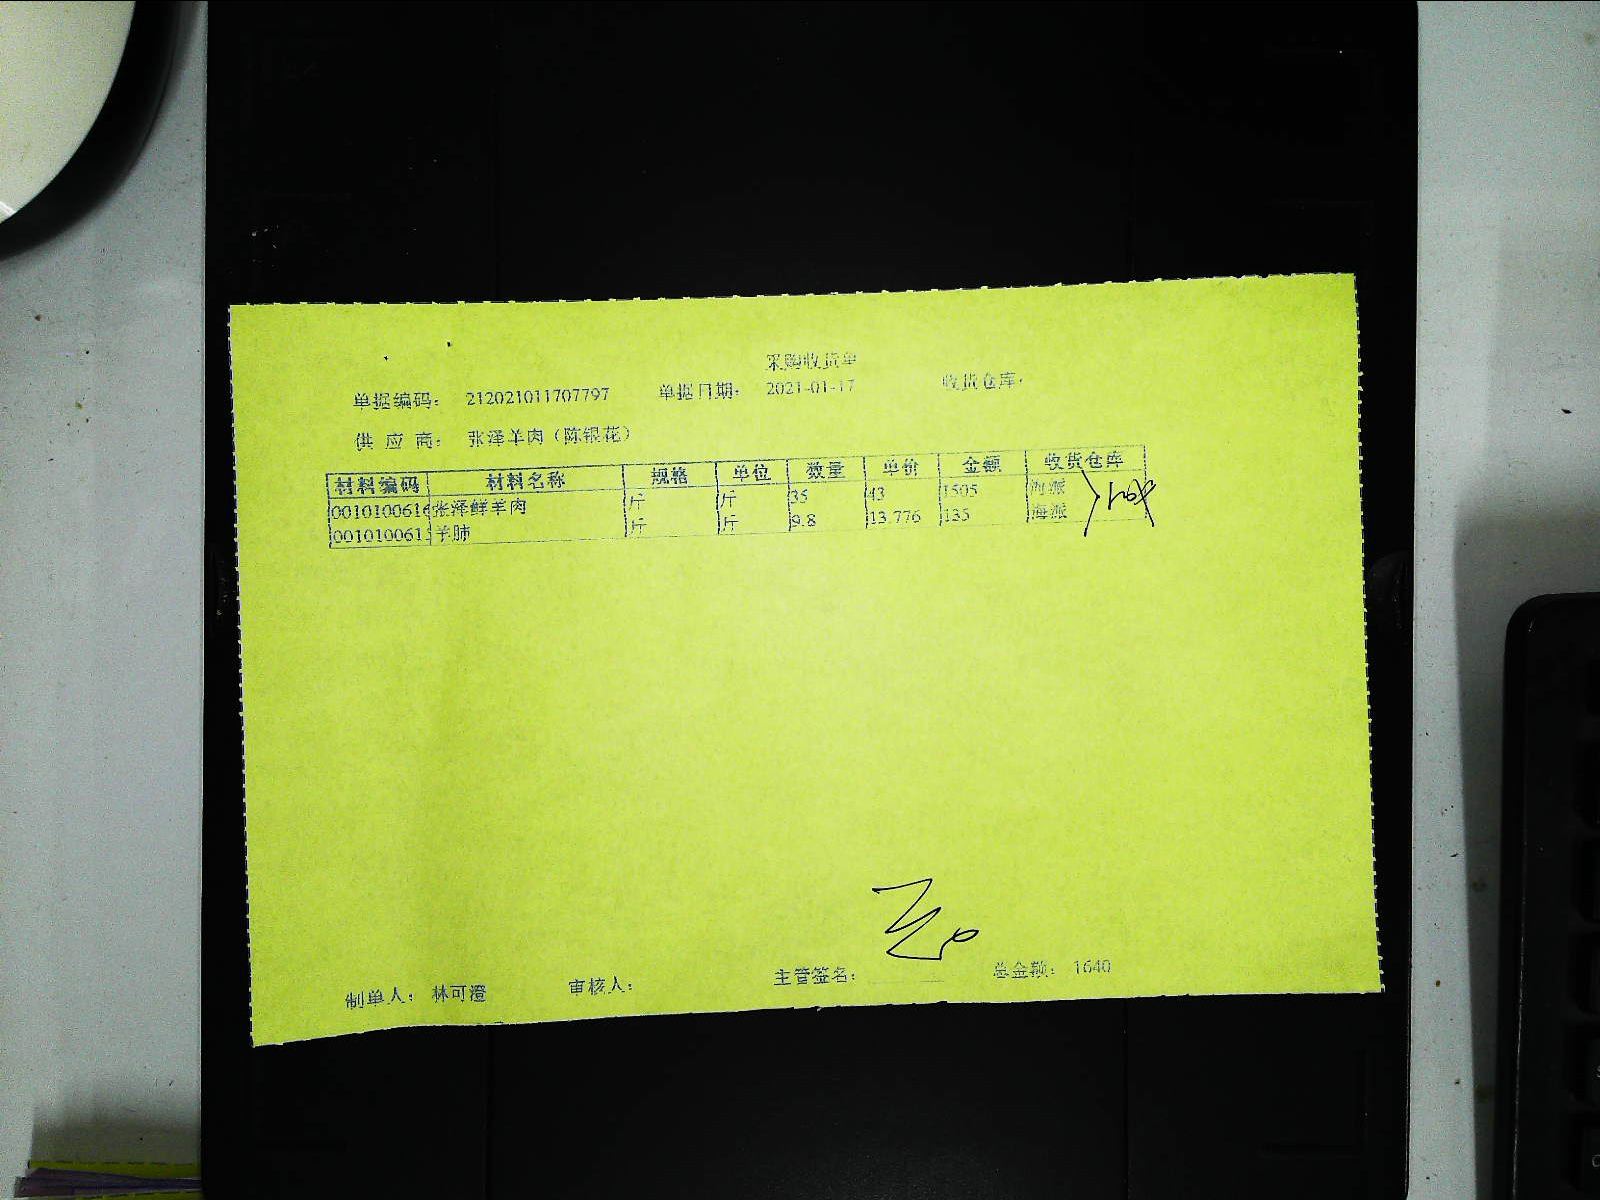 采购收货单
单据编码： 212021011707797 单据日期： 2021-01-17 收货仓库：
供 应 商： 张泽羊肉（陈银花）
材料编码 材料名称 规格 单位 数量 单价 金额 收货仓库
0010100616 张泽鲜羊肉 斤 斤 35 43 1505 海派
001010061 羊肺 斤 斤 9.8 13.776 135 海派
制单人： 林可澄 审核人： 主管签名： 总金额： 1640